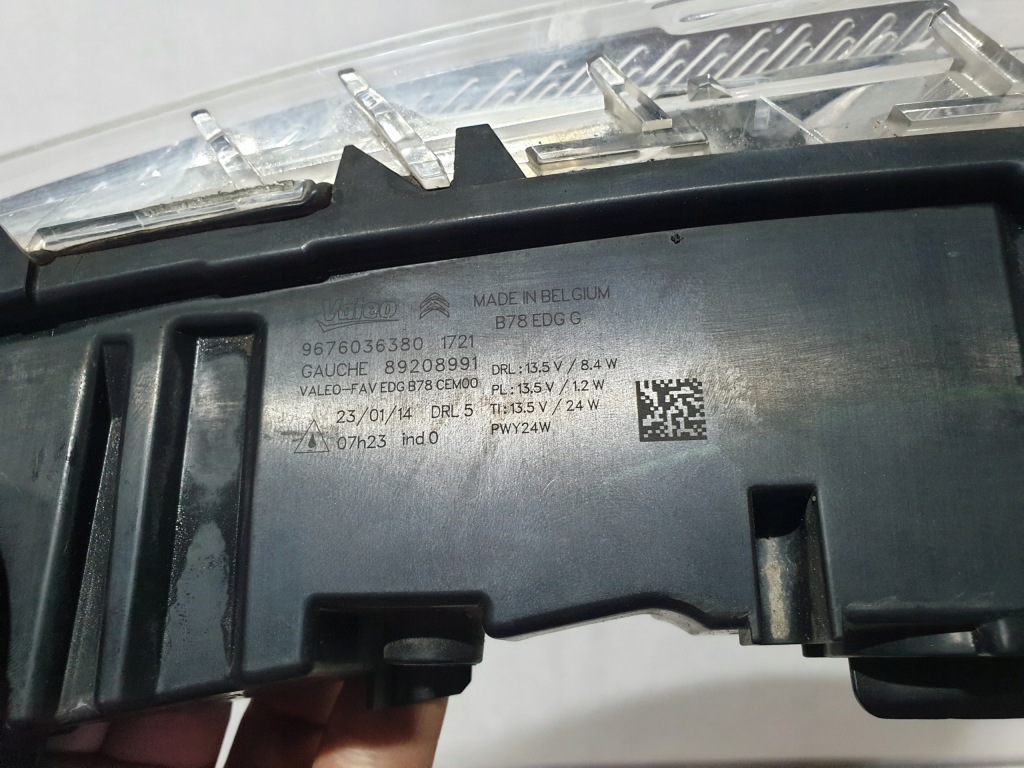 Valeo MADE IN BELGIUM
B78 EDG G
9676036380 1721
GAUCHE 89208991
VALEO-FAV EDG B78 CEM00
23/01/14 DRL 5
07h23 ind 0
DRL : 13.5 V / 8.4 W
PL : 13.5 V / 1.2 W
TI : 13.5 V / 24 W
PWY24W